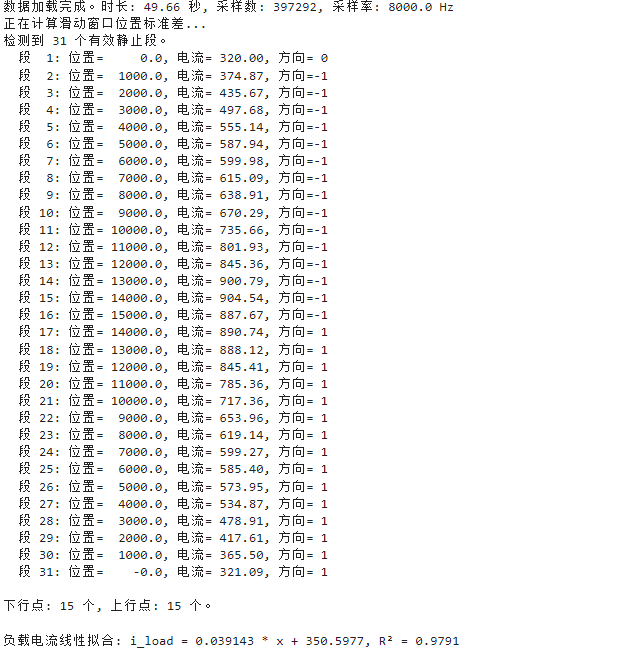 数据加载完成。时长: 49.66 秒, 采样数: 397292, 采样率: 8000.0 Hz
正在计算滑动窗口位置标准差...
检测到 31 个有效静止段。
段  1: 位置=     0.0, 电流= 320.00, 方向= 0
段  2: 位置=  1000.0, 电流= 374.87, 方向=-1
段  3: 位置=  2000.0, 电流= 435.67, 方向=-1
段  4: 位置=  3000.0, 电流= 497.68, 方向=-1
段  5: 位置=  4000.0, 电流= 555.14, 方向=-1
段  6: 位置=  5000.0, 电流= 587.94, 方向=-1
段  7: 位置=  6000.0, 电流= 599.98, 方向=-1
段  8: 位置=  7000.0, 电流= 615.09, 方向=-1
段  9: 位置=  8000.0, 电流= 638.91, 方向=-1
段 10: 位置=  9000.0, 电流= 670.29, 方向=-1
段 11: 位置= 10000.0, 电流= 735.66, 方向=-1
段 12: 位置= 11000.0, 电流= 801.93, 方向=-1
段 13: 位置= 12000.0, 电流= 845.36, 方向=-1
段 14: 位置= 13000.0, 电流= 900.79, 方向=-1
段 15: 位置= 14000.0, 电流= 904.54, 方向=-1
段 16: 位置= 15000.0, 电流= 887.67, 方向=-1
段 17: 位置= 14000.0, 电流= 890.74, 方向= 1
段 18: 位置= 13000.0, 电流= 888.12, 方向= 1
段 19: 位置= 12000.0, 电流= 845.41, 方向= 1
段 20: 位置= 11000.0, 电流= 785.36, 方向= 1
段 21: 位置= 10000.0, 电流= 717.36, 方向= 1
段 22: 位置=  9000.0, 电流= 653.96, 方向= 1
段 23: 位置=  8000.0, 电流= 619.14, 方向= 1
段 24: 位置=  7000.0, 电流= 599.27, 方向= 1
段 25: 位置=  6000.0, 电流= 585.40, 方向= 1
段 26: 位置=  5000.0, 电流= 573.95, 方向= 1
段 27: 位置=  4000.0, 电流= 534.87, 方向= 1
段 28: 位置=  3000.0, 电流= 478.91, 方向= 1
段 29: 位置=  2000.0, 电流= 417.61, 方向= 1
段 30: 位置=  1000.0, 电流= 365.50, 方向= 1
段 31: 位置=    -0.0, 电流= 321.09, 方向= 1
下行点: 15 个, 上行点: 15 个。
负载电流线性拟合: i_load = 0.039143 * x + 350.5977, R² = 0.9791